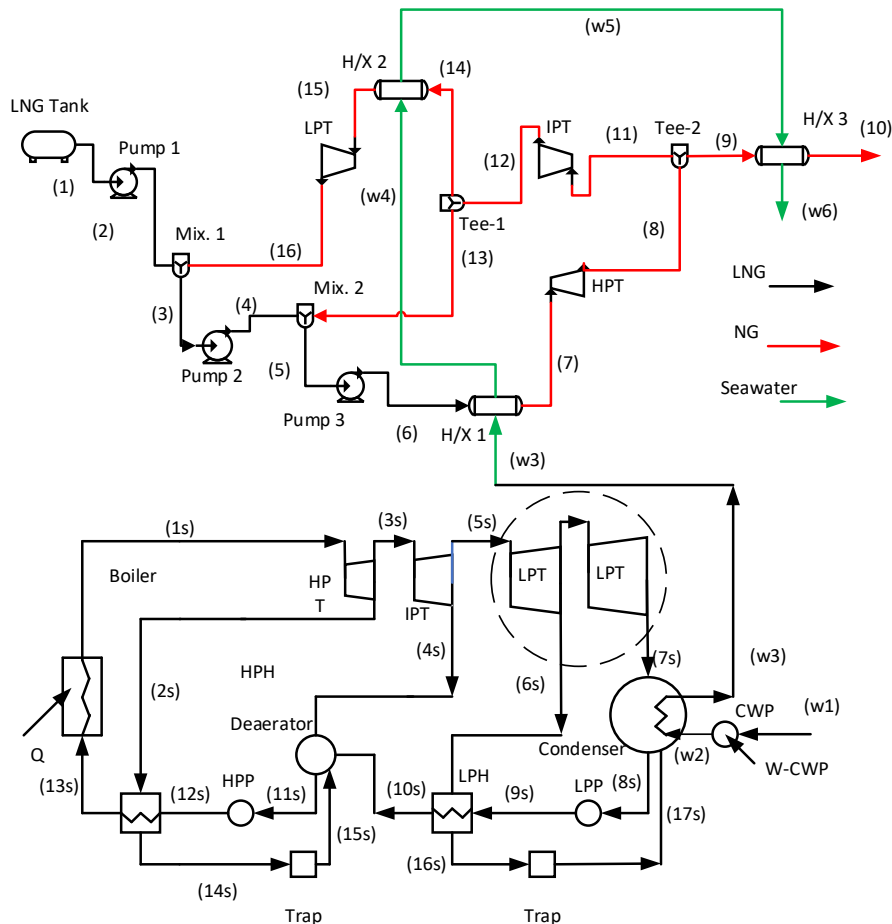 (w5)
H/X 2
(14)
(15)
LNG Tank
LPT
IPT
(11)
Tee-2
H/X 3
(10)
Pump 1
(9)
(12)
(1)
(w4)
(2)
Tee-1
(w6)
Mix. 1
(16)
(13)
(8)
Mix. 2
LNG
(3)
(4)
HPT
NG
Pump 2
(5)
(7)
Seawater
Pump 3
(6)
H/X 1
(w3)
(1s)
(3s)
(5s)
Boiler
HP
T
LPT
LPT
IPT
(4s)
(7s)
(w3)
(2s)
HPH
(6s)
Deaerator
CWP
(w1)
Condenser
(w2)
Q
HPP
LPH
W-CWP
(13s)
(12s)
(11s)
(10s)
(9s)
LPP
(8s)
(17s)
(15s)
(14s)
(16s)
Trap
Trap